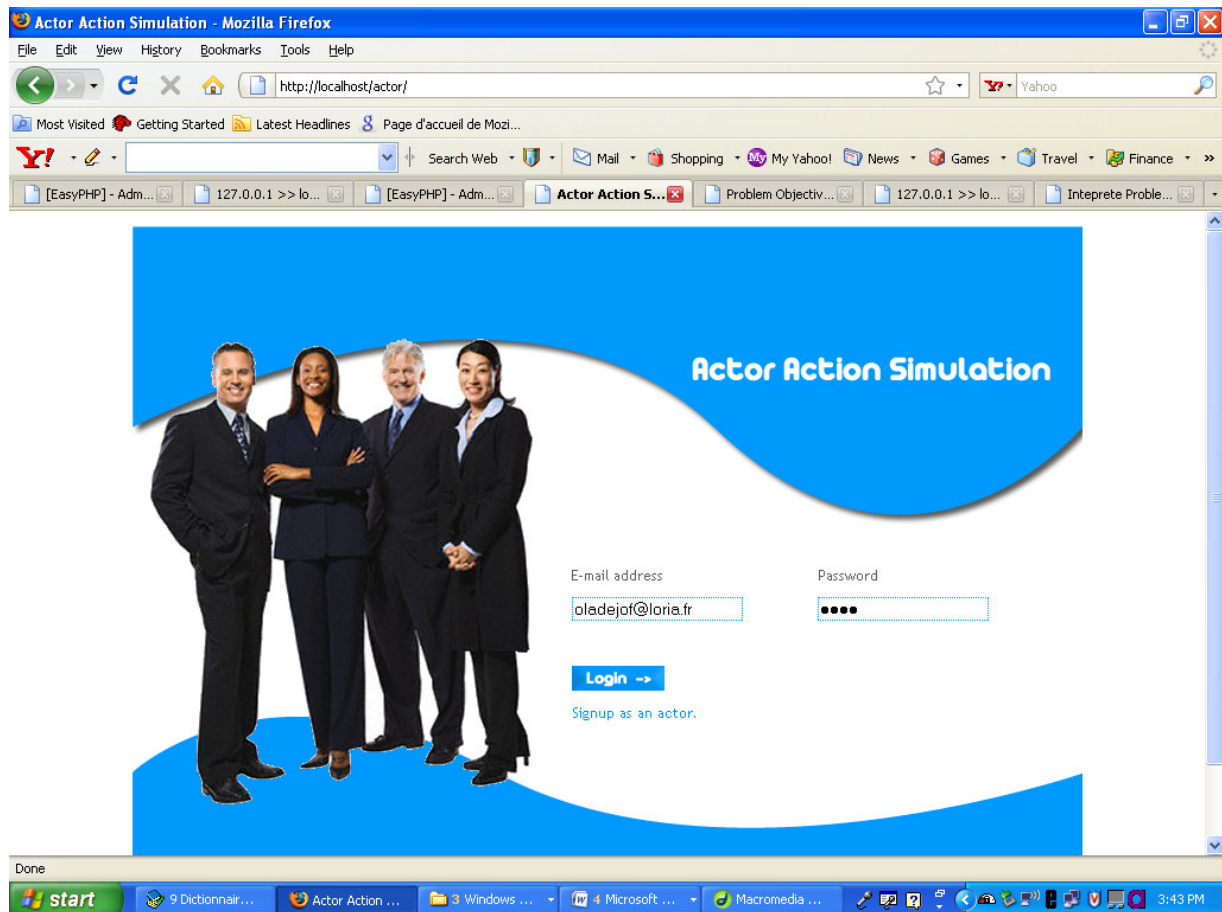 Actor Action Simulation - Mozilla Firefox
File Edit View History Bookmarks Tools Help
http://localhost/actor/ Yahoo
Most Visited Getting Started Latest Headlines Page d'accueil de Mozi...
Y! Search Web Mail Shopping My Yahoo! News Games Travel Finance »
[EasyPHP] - Adm... 127.0.0.1 >> lo... [EasyPHP] - Adm... Actor Action S... Problem Objectiv... 127.0.0.1 >> lo... Inteprete Proble...
Actor Action Simulation
E-mail address Password
oladejof@loria.fr ●●●●
Login ->
Signup as an actor.
Done
start 9 Dictionnair... Actor Action ... 3 Windows ... 4 Microsoft ... Macromedia ... 3:43 PM